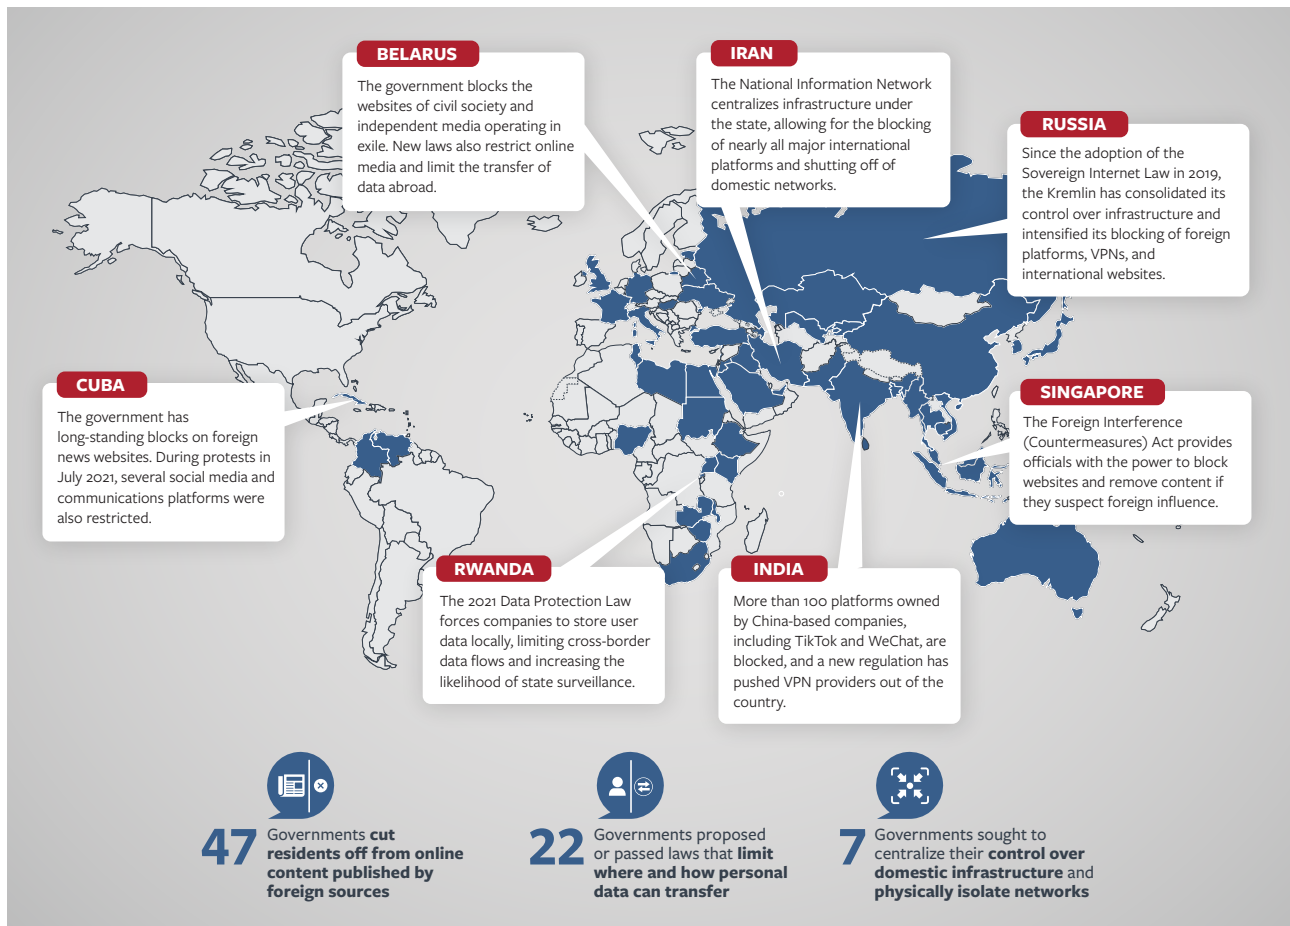 BELARUS
The government blocks the
websites of civil society and
independent media operating in
exile. New laws also restrict online
media and limit the transfer of
data abroad.
IRAN
The National Information Network
centralizes infrastructure under
the state, allowing for the blocking
of nearly all major international
platforms and shutting off of
domestic networks.
RUSSIA
Since the adoption of the
Sovereign Internet Law in 2019,
the Kremlin has consolidated its
control over infrastructure and
intensified its blocking of foreign
platforms, VPNs, and
international websites.
CUBA
The government has
long-standing blocks on foreign
news websites. During protests in
July 2021, several social media and
communications platforms were
also restricted.
SINGAPORE
The Foreign Interference
(Countermeasures) Act provides
officials with the power to block
websites and remove content if
they suspect foreign influence.
RWANDA
The 2021 Data Protection Law
forces companies to store user
data locally, limiting cross-border
data flows and increasing the
likelihood of state surveillance.
INDIA
More than 100 platforms owned
by China-based companies,
including TikTok and WeChat, are
blocked, and a new regulation has
pushed VPN providers out of the
country.
47
Governments cut
residents off from online
content published by
foreign sources
22
Governments proposed
or passed laws that limit
where and how personal
data can transfer
7
Governments sought to
centralize their control over
domestic infrastructure and
physically isolate networks